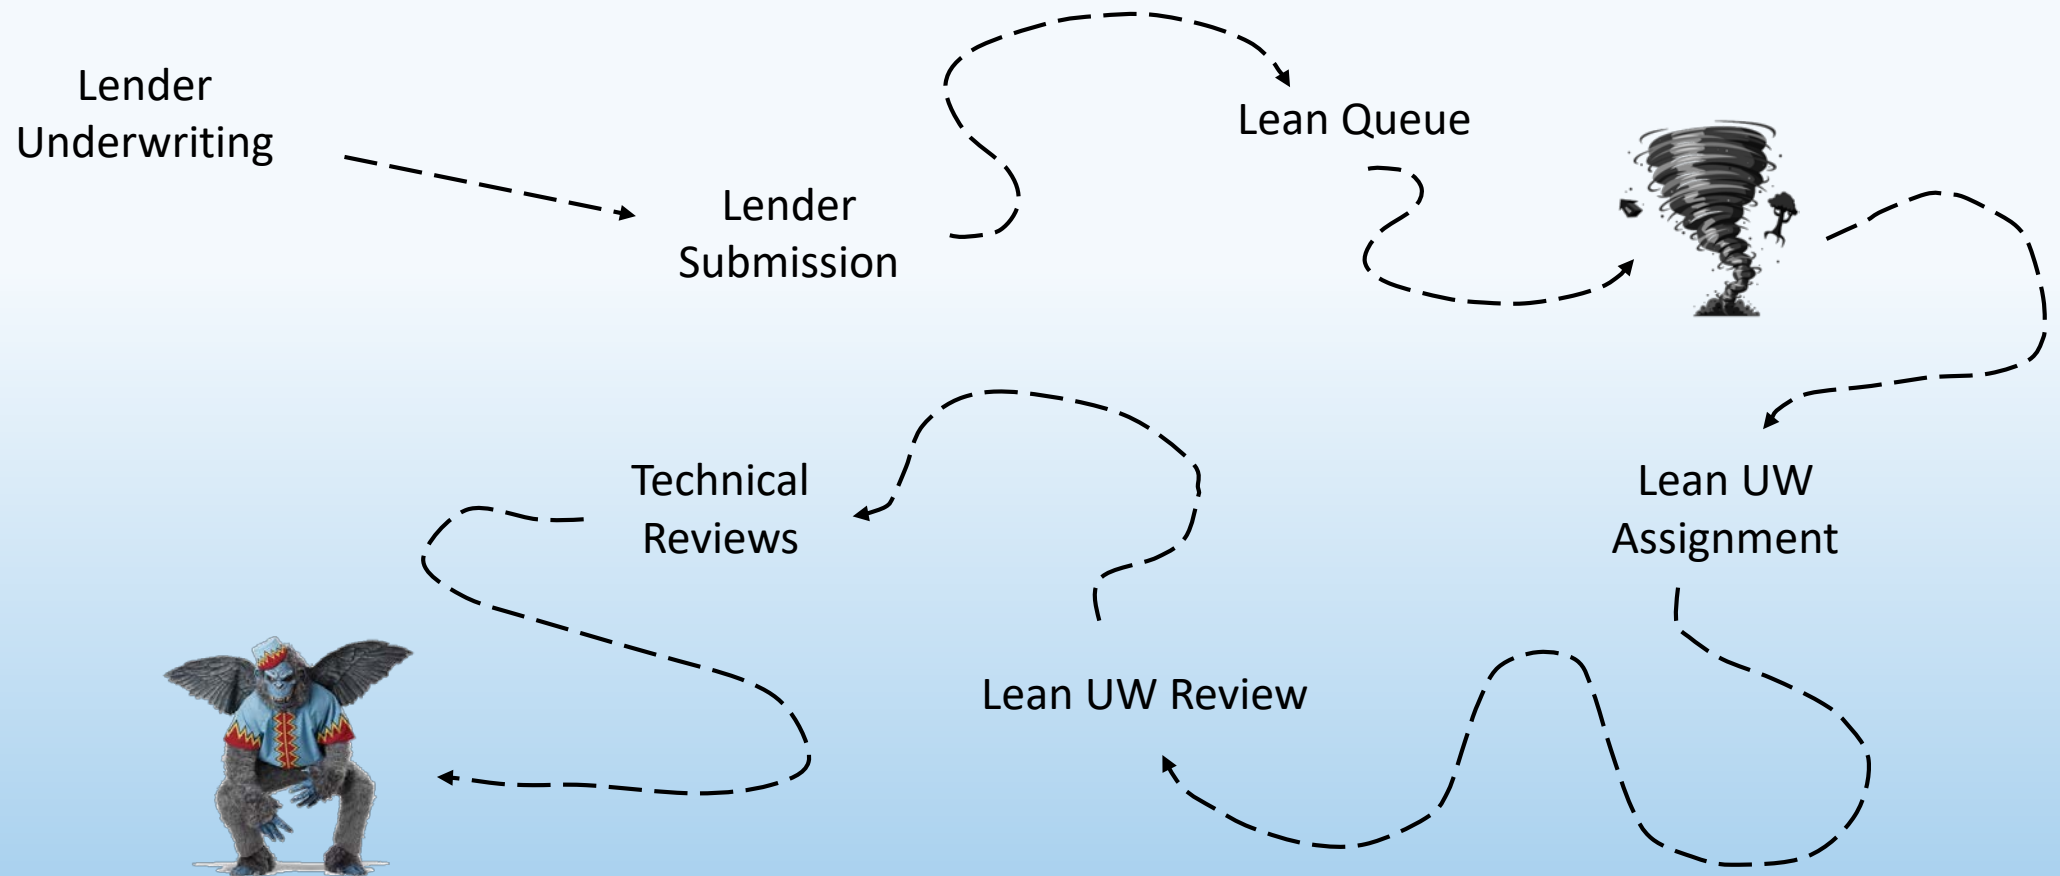 Lender
Underwriting
Lender
Submission
Lean Queue
Lean UW
Assignment
Lean UW Review
Technical
Reviews